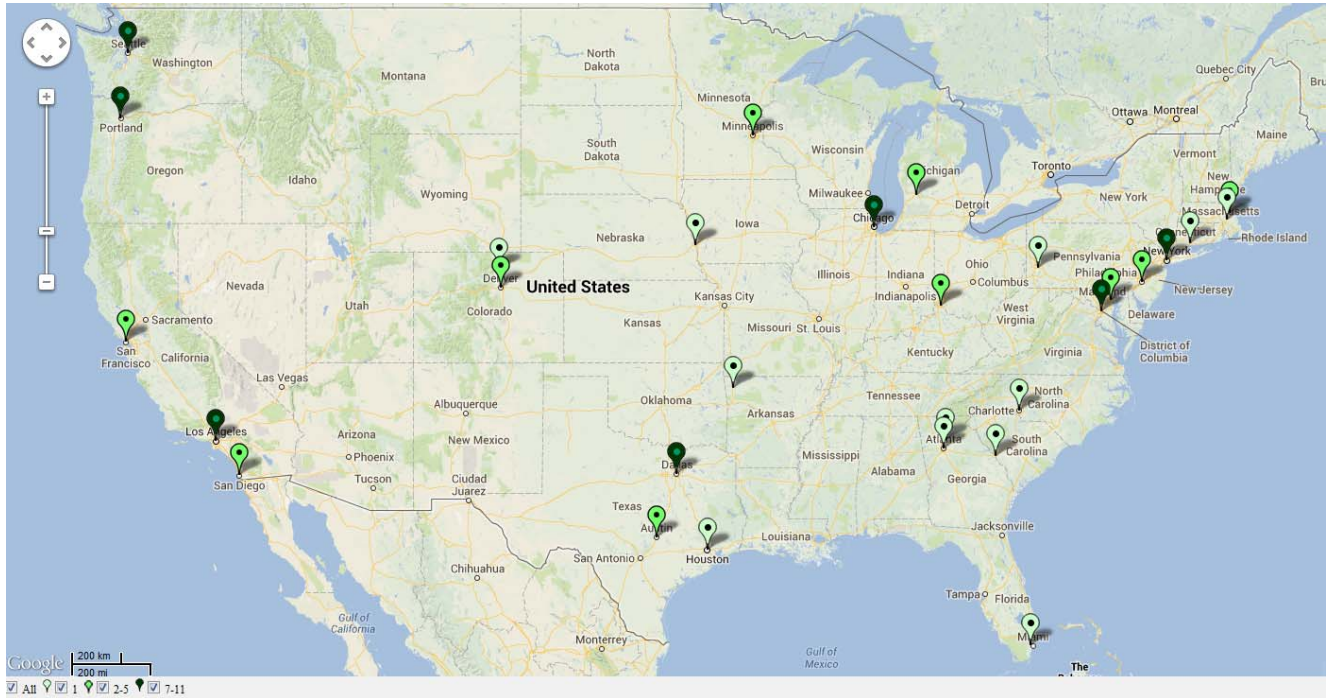 Seattle
Washington
Montana
North
Dakota
Minnesota
Minneapolis
Quebec City
Bru
Ottawa
Montreal
Maine
Portland
Oregon
Idaho
Wyoming
South
Dakota
Wisconsin
Michigan
Toronto
Vermont
New
Hampshire
Milwaukee
Detroit
New York
Massachusetts
Chicago
Iowa
Nebraska
Connecticut
Rhode Island
New York
Nevada
Utah
Denver
Colorado
United States
Illinois
Indiana
Indianapolis
Ohio
Columbus
Pennsylvania
Philadelphia
Maryland
New Jersey
Delaware
Sacramento
San
Francisco
California
Las Vegas
Kansas City
Kansas
Missouri
St. Louis
West
Virginia
Kentucky
Virginia
District of
Columbia
Los Angeles
Albuquerque
Arizona
New Mexico
Phoenix
Tucson
San Diego
Ciudad
Juarez
Oklahoma
Arkansas
Tennessee
Charlotte
North
Carolina
Atlanta
South
Carolina
Mississippi
Alabama
Georgia
Dallas
Texas
Austin
San Antonio
Houston
Louisiana
Jacksonville
Chihuahua
Tampa
Florida
Miami
Gulf of
California
Monterrey
Gulf of
Mexico
The
Google
200 km
200 mi
All 1 2-5 7-11